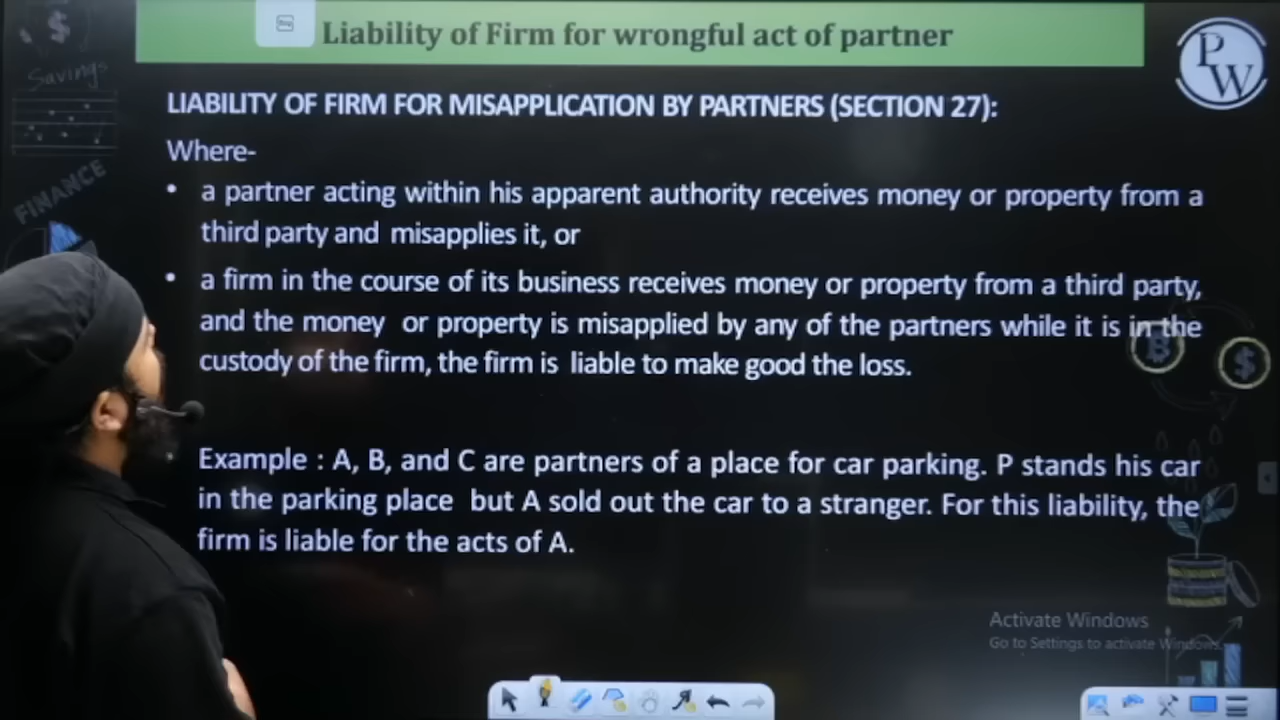 Liability of Firm for wrongful act of partner
PW
Savings
FINANCE
LIABILITY OF FIRM FOR MISAPPLICATION BY PARTNERS (SECTION 27):
Where-
• a partner acting within his apparent authority receives money or property from a
third party and misapplies it, or
• a firm in the course of its business receives money or property from a third party,
and the money or property is misapplied by any of the partners while it is in the
custody of the firm, the firm is liable to make good the loss.
Example : A, B, and C are partners of a place for car parking. P stands his car
in the parking place but A sold out the car to a stranger. For this liability, the
firm is liable for the acts of A.
Activate Windows
Go to Settings to activate Windows.